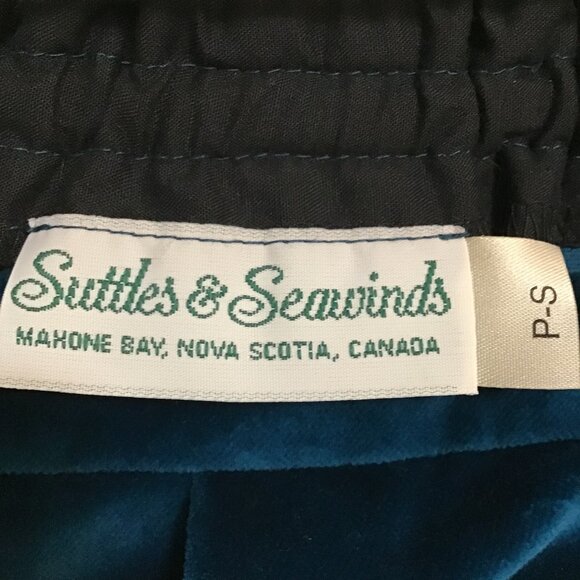 Suttles & Seawinds
MAHONE BAY, NOVA SCOTIA, CANADA
P-S